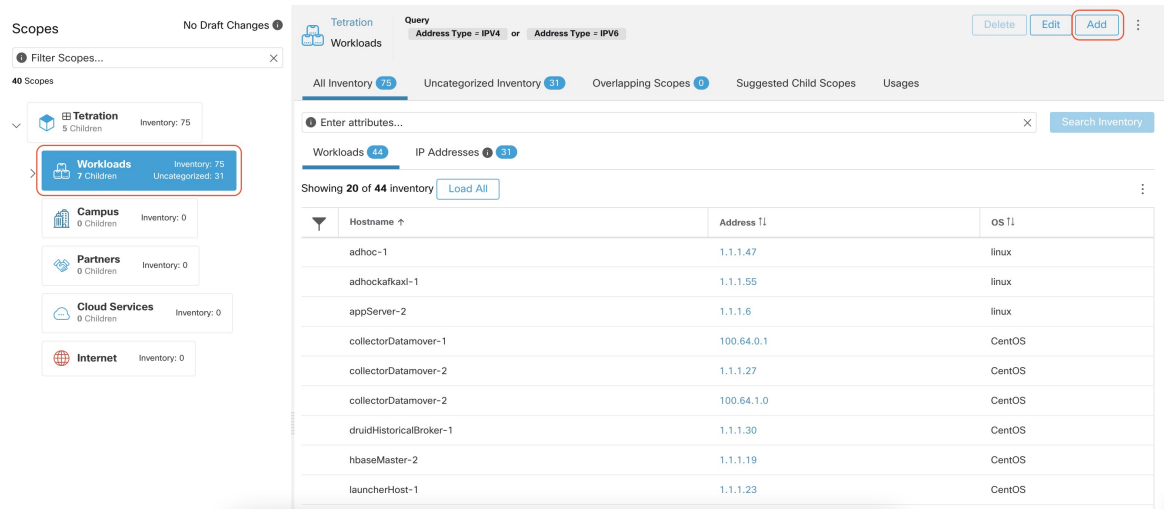 Scopes
No Draft Changes
Filter Scopes...
40 Scopes
Tetration
5 Children
Inventory: 75
Workloads
7 Children
Inventory: 75
Uncategorized: 31
Campus
0 Children
Inventory: 0
Partners
0 Children
Inventory: 0
Cloud Services
0 Children
Inventory: 0
Internet
Inventory: 0
Tetration
Workloads
Query
Address Type = IPV4 or Address Type = IPV6
Delete Edit Add
All Inventory 75 Uncategorized Inventory 31 Overlapping Scopes 0 Suggested Child Scopes Usages
Enter attributes... Search Inventory
Workloads 44 IP Addresses 31
Showing 20 of 44 inventory Load All
Hostname ↑ Address ↑↓ OS ↑↓
adhoc-1 1.1.1.47 linux
adhockafkaxl-1 1.1.1.55 linux
appServer-2 1.1.1.6 linux
collectorDatamover-1 100.64.0.1 CentOS
collectorDatamover-2 1.1.1.27 CentOS
collectorDatamover-2 100.64.1.0 CentOS
druidHistoricalBroker-1 1.1.1.30 CentOS
hbaseMaster-2 1.1.1.19 CentOS
launcherHost-1 1.1.1.23 CentOS